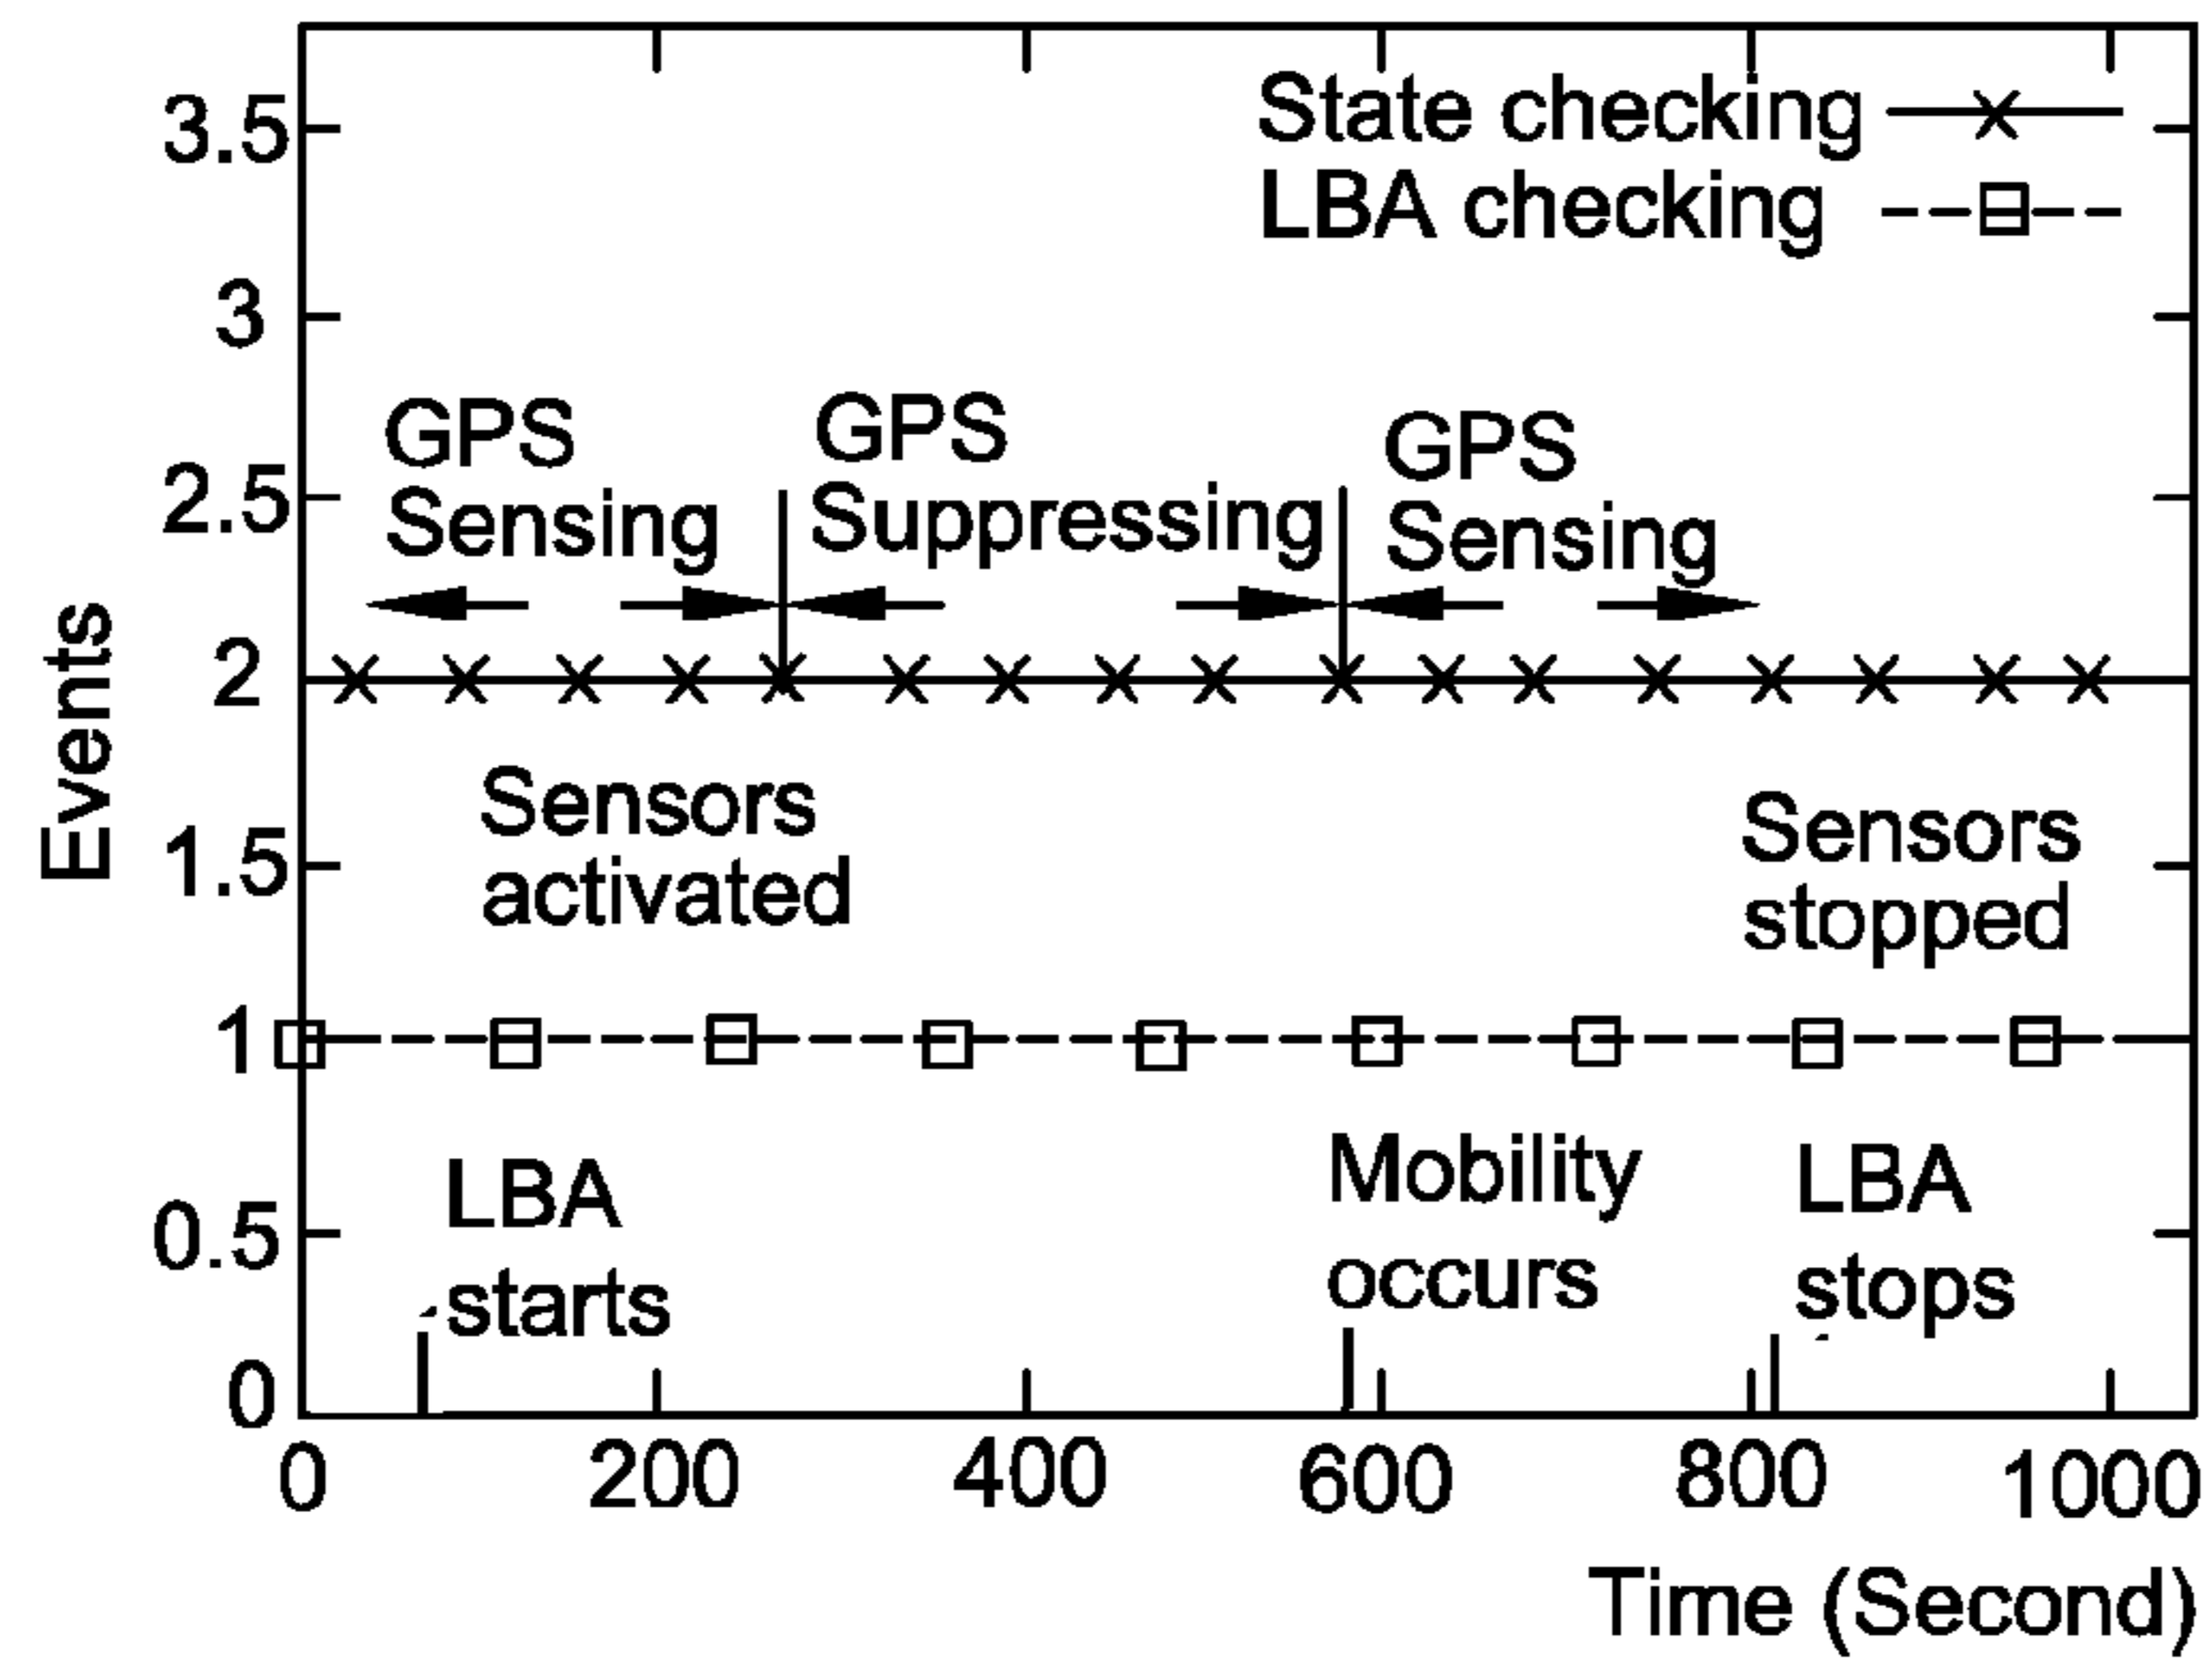 State checking
LBA checking
3.5
3
2.5
2
1.5
1
0.5
0
Events
GPS
Sensing
GPS
Suppressing
GPS
Sensing
Sensors
activated
Sensors
stopped
LBA
starts
Mobility
occurs
LBA
stops
0 200 400 600 800 1000
Time (Second)